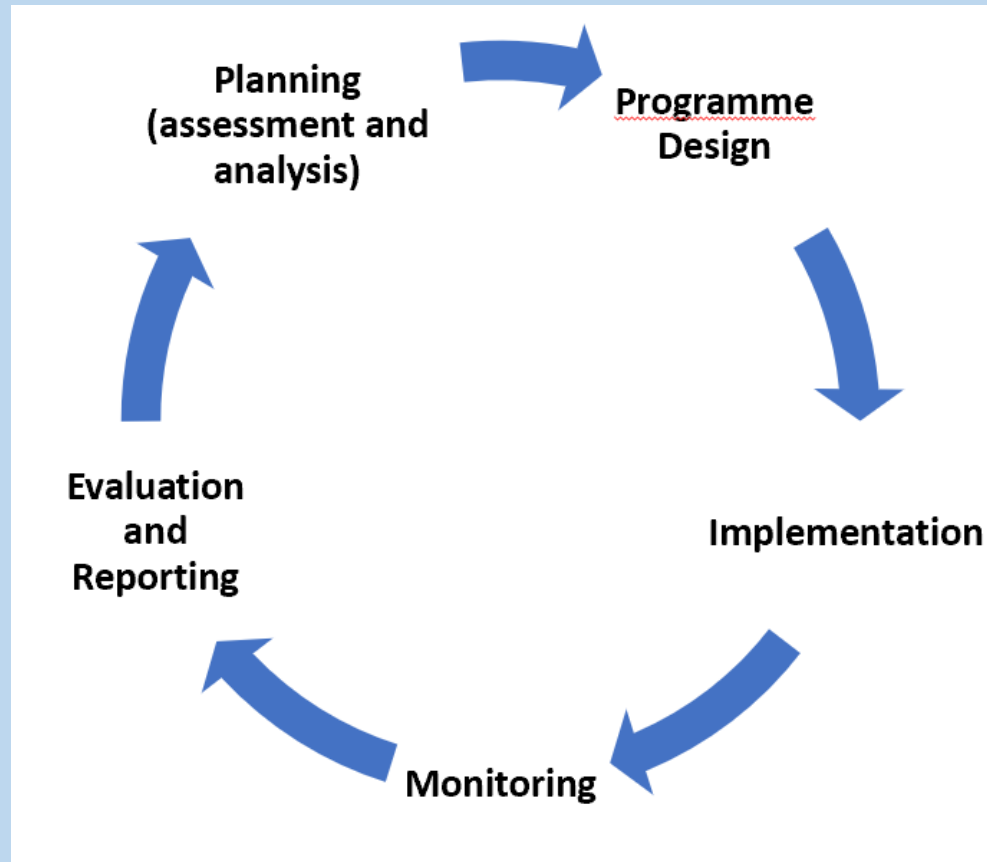 Planning
(assessment and
analysis)
Programme
Design
Implementation
Monitoring
Evaluation
and
Reporting